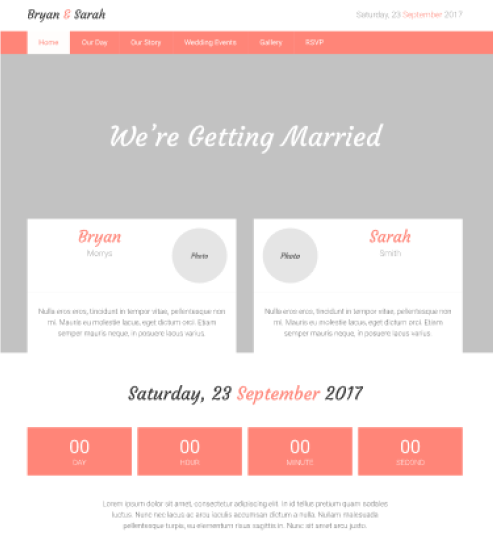 Bryan & Sarah
Saturday, 23 September 2017
Home Our Day Our Story Wedding Events Gallery RSVP
We're Getting Married
Bryan
Morrys
Photo
Nulla eros eros, tincidunt in tempor vitae, pellentesque non
mi. Mauris eu molestie lacus, eget dictum orci. Etiam
semper mauris neque, in posuere lacus varius.
Photo
Sarah
Smith
Nulla eros eros, tincidunt in tempor vitae, pellentesque non
mi. Mauris eu molestie lacus, eget dictum orci. Etiam
semper mauris neque, in posuere lacus varius.
Saturday, 23 September 2017
00 00 00 00
DAY HOUR MINUTE SECOND
Lorem ipsum dolor sit amet, consectetur adipiscing elit. In id tellus pretium quam sodales
luctus. Nunc nec lacus ac arcu iaculis accumsan dictum a nulla. Nullam malesuada
pellentesque turpis, eu elementum risus sagittis in. Nunc sit amet arcu justo.